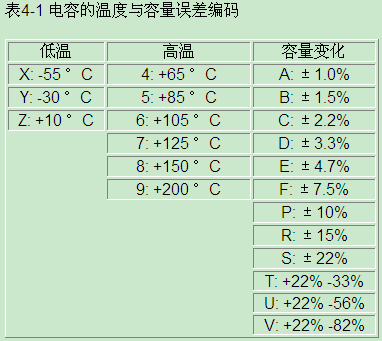 表4-1 电容的温度与容量误差编码
低温 高温 容量变化
X: -55 ° C 4: +65 ° C A: ± 1.0%
Y: -30 ° C 5: +85 ° C B: ± 1.5%
Z: +10 ° C 6: +105 ° C C: ± 2.2%
7: +125 ° C D: ± 3.3%
8: +150 ° C E: ± 4.7%
9: +200 ° C F: ± 7.5%
P: ± 10%
R: ± 15%
S: ± 22%
T: +22% -33%
U: +22% -56%
V: +22% -82%